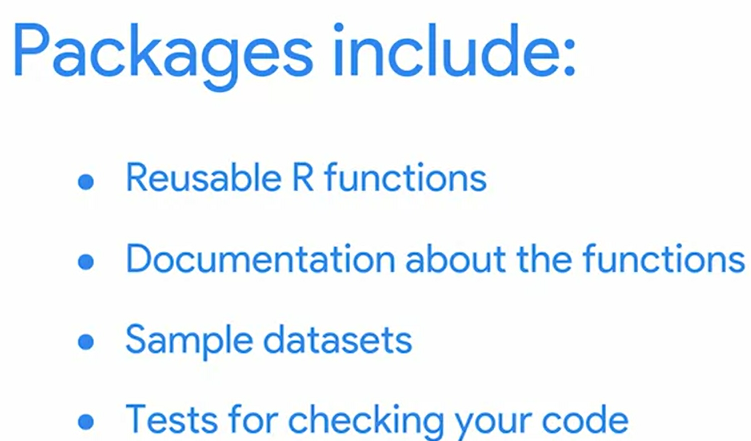 Packages include:
• Reusable R functions
• Documentation about the functions
• Sample datasets
• Tests for checking your code